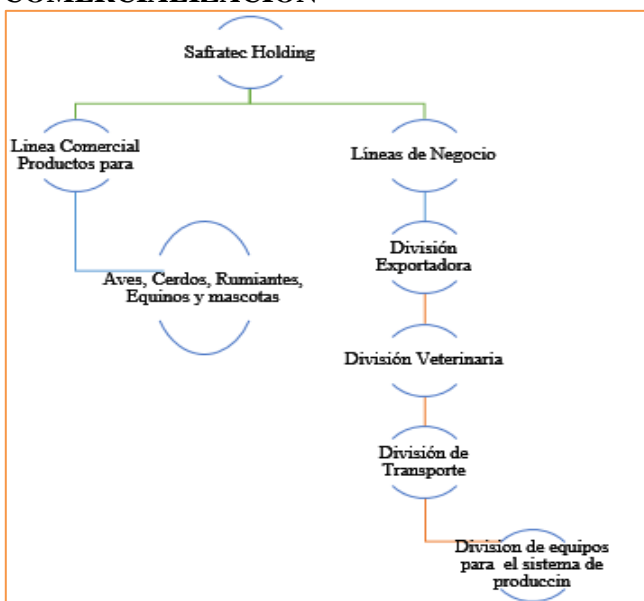 COMERCIALIZACIÓN
Safratec Holding
Linea Comercial
Productos para
Líneas de Negocio
Aves, Cerdos, Rumiantes,
Equinos y mascotas
División
Exportadora
División Veterinaria
División de
Transporte
Division de equipos
para el sistema de
produccin